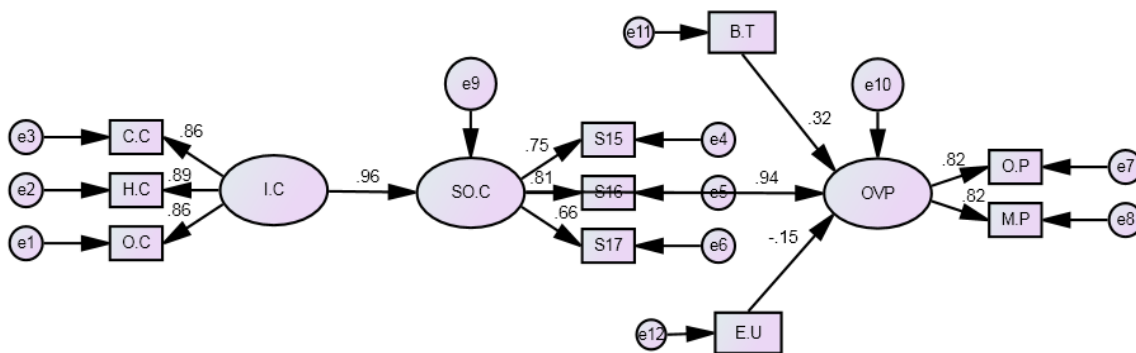 e11
B.T
e9
e10
e3
C.C
.86
.75
S15
e4
.32
.82
O.P
e7
e2
H.C
.89
I.C
.96
SO.C
.81
S16
e5
.94
OVP
e1
O.C
.86
.66
S17
e6
-.15
.82
M.P
e8
e12
E.U